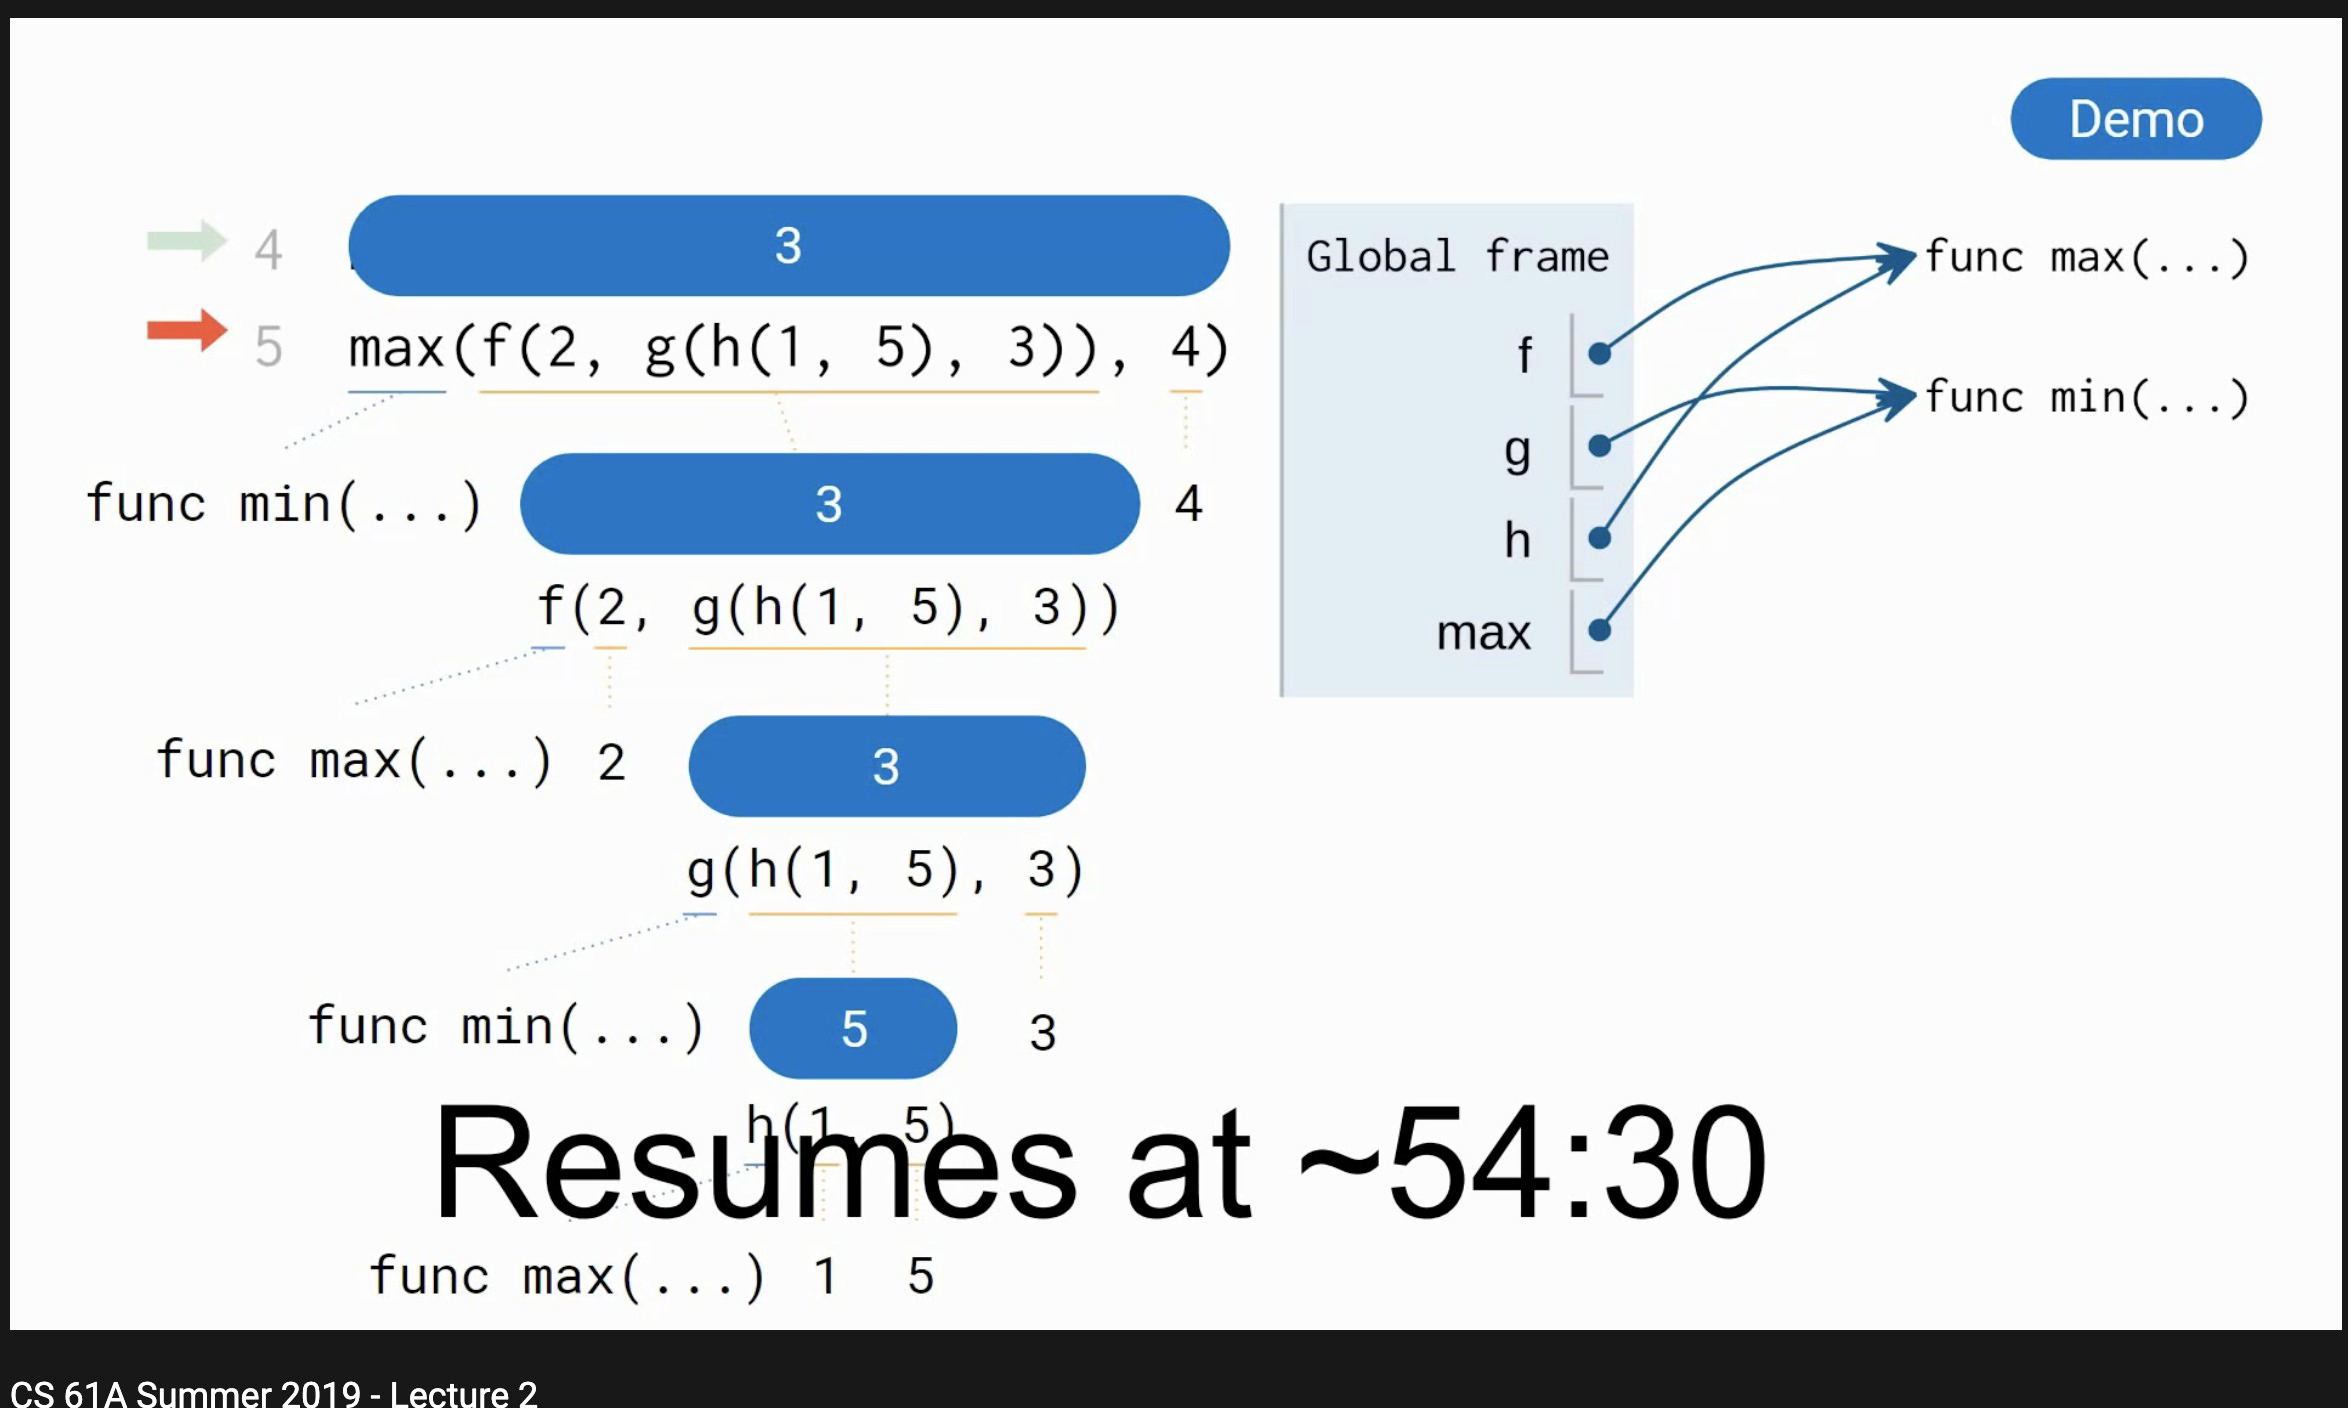 Demo
4 3
5 max(f(2, g(h(1, 5), 3)), 4)
func min(...) 3 4
f(2, g(h(1, 5), 3))
func max(...) 2 3
g(h(1, 5), 3)
func min(...) 5 3
h(1, 5)
func max(...) 1 5
Global frame
f
g
h
max
func max(...)
func min(...)
Resumes at ~54:30
CS 61A Summer 2019 - Lecture 2